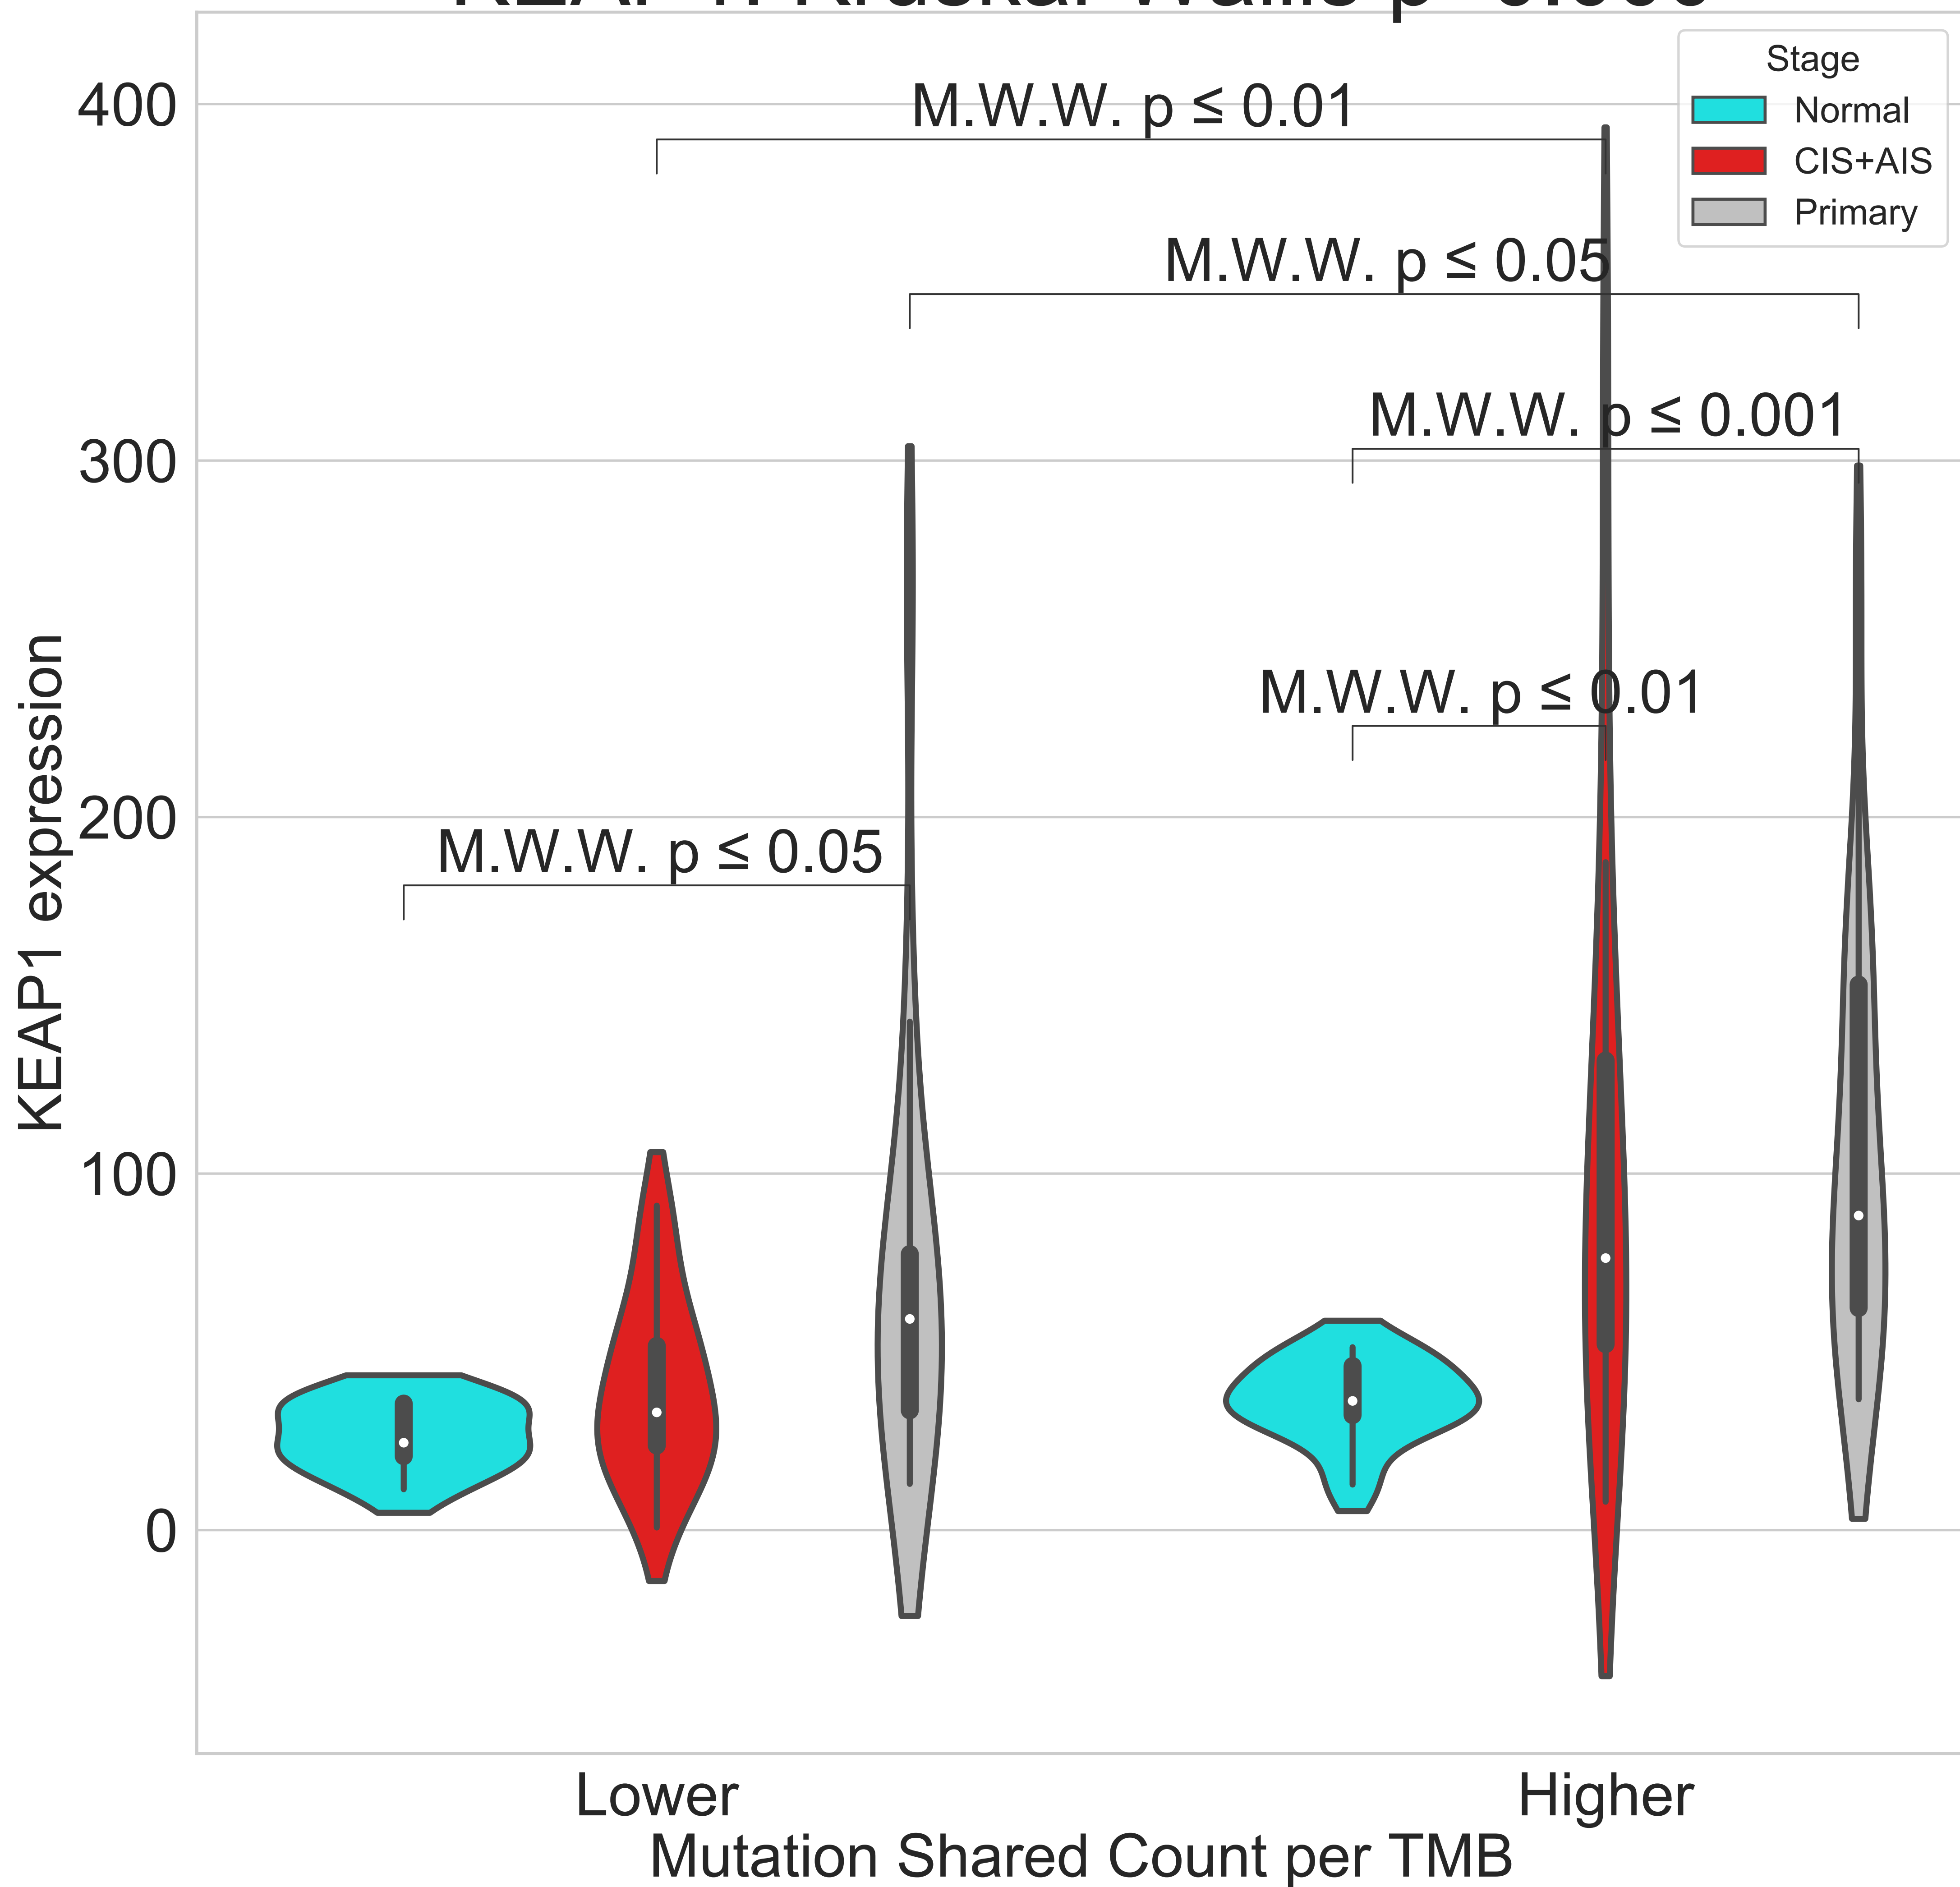 400
300
200
100
0
KEAP1 expression
M.W.W. p ≤ 0.01
M.W.W. p ≤ 0.05
M.W.W. p ≤ 0.001
M.W.W. p ≤ 0.01
M.W.W. p ≤ 0.05
Stage
Normal
CIS+AIS
Primary
Lower
Higher
Mutation Shared Count per TMB